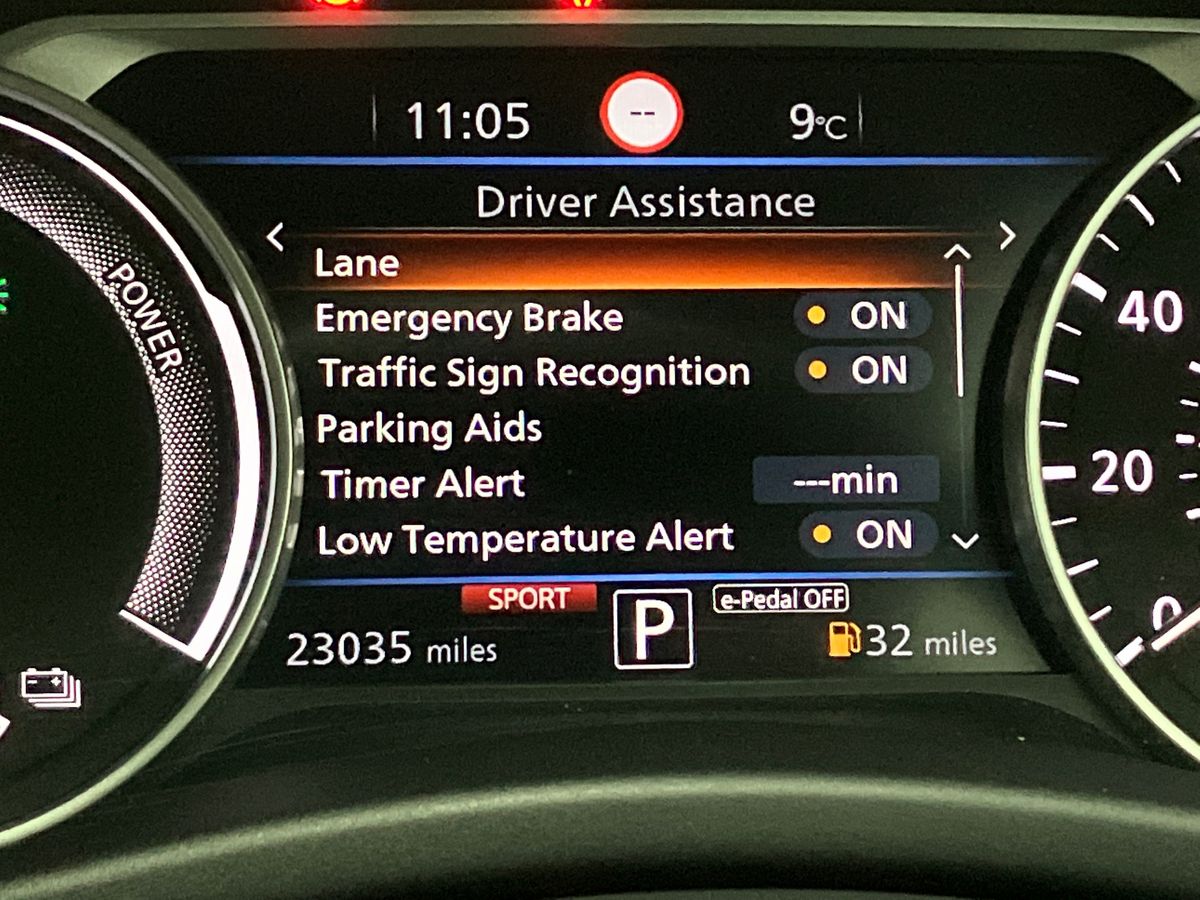 11:05 -- 9°C
Driver Assistance
< >
Lane
Emergency Brake ON
Traffic Sign Recognition ON
Parking Aids
Timer Alert ---min
Low Temperature Alert ON
SPORT P e-Pedal OFF
23035 miles 32 miles
POWER
- +
40
20
0